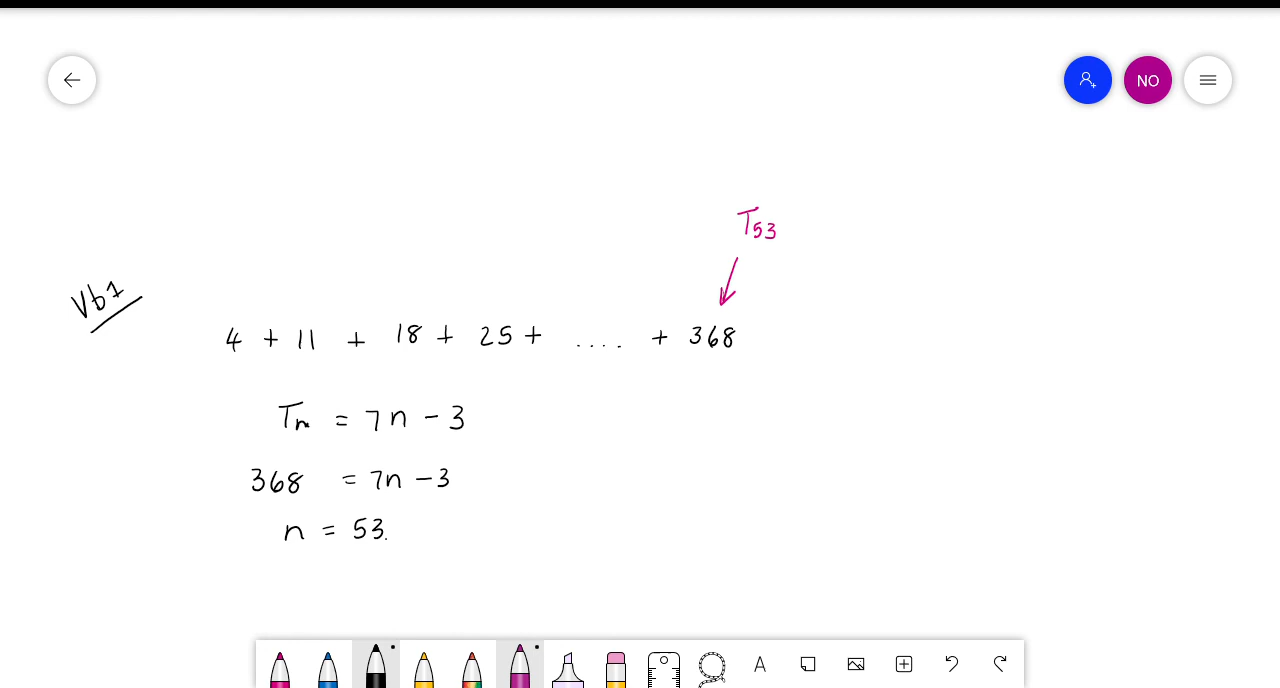 NO
T53
Vb1
4 + 11 + 18 + 25 + .... + 368
Tn = 7n - 3
368 = 7n - 3
n = 53.
A